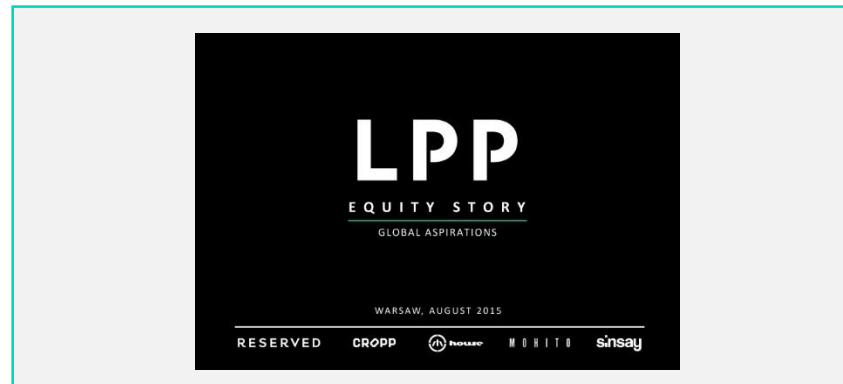 LPP
EQUITY STORY
GLOBAL ASPIRATIONS
WARSAW, AUGUST 2015
RESERVED CROPP house MOHITO sinsay